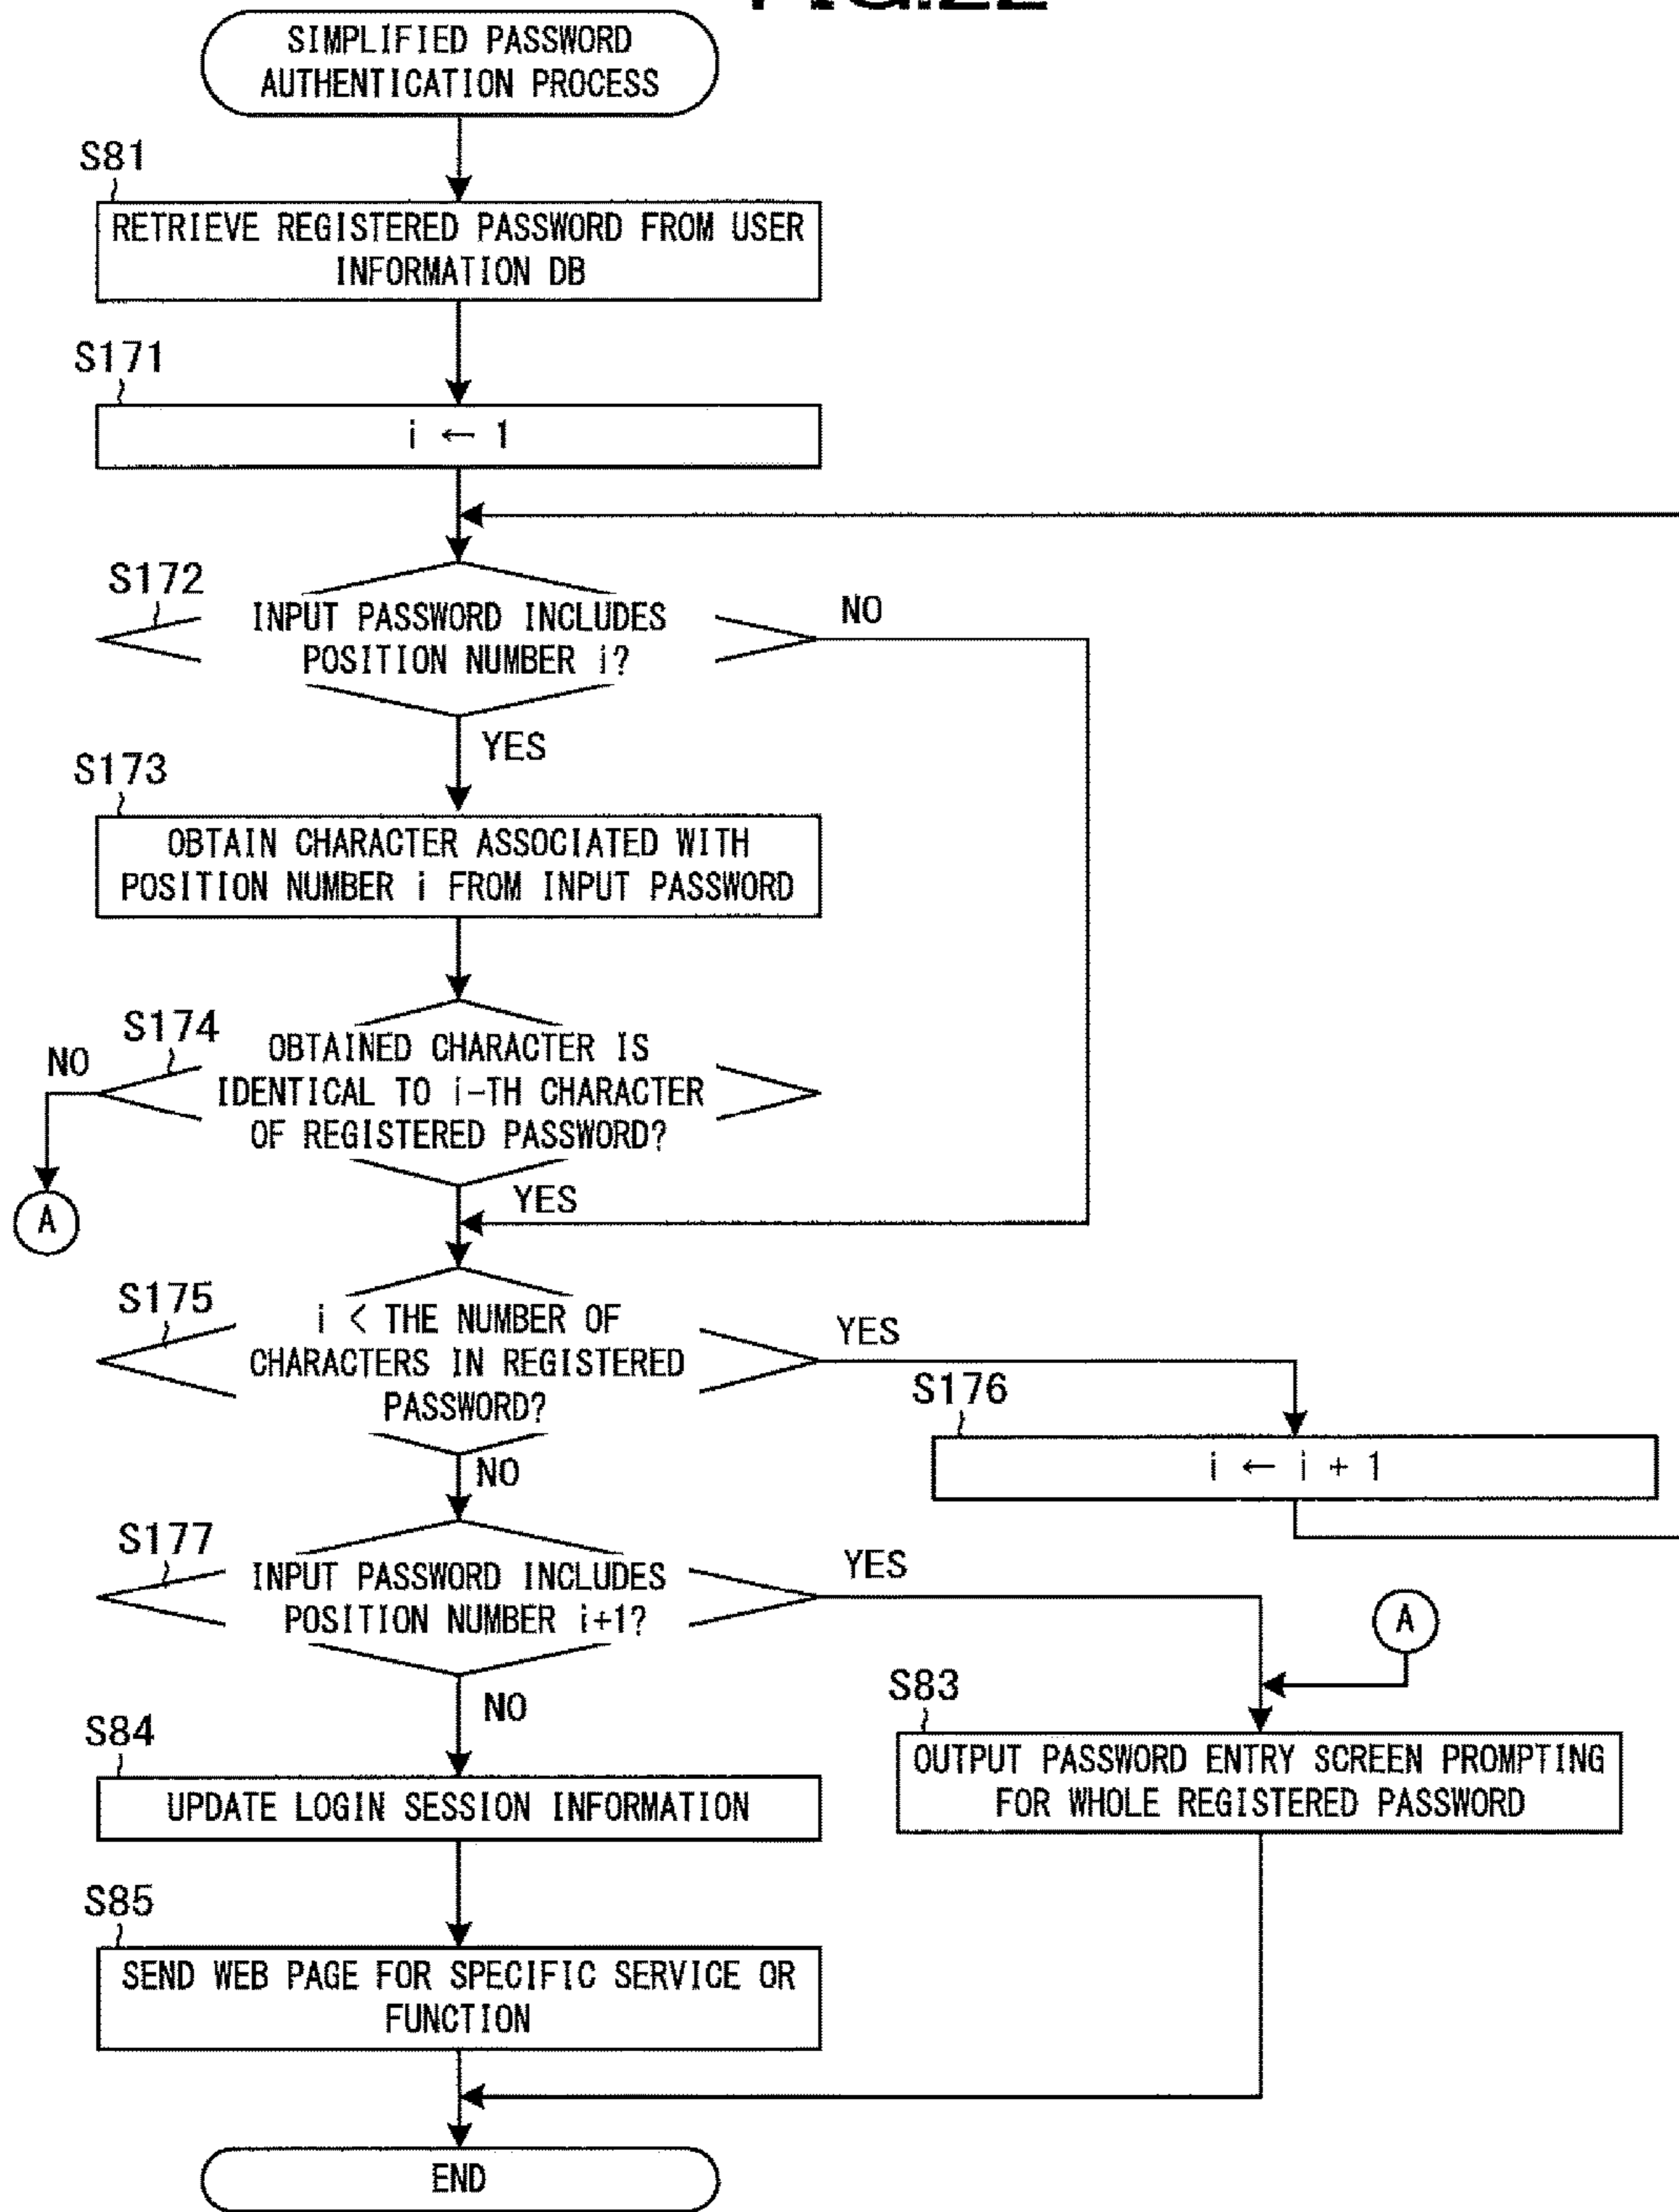 SIMPLIFIED PASSWORD
AUTHENTICATION PROCESS
S81
RETRIEVE REGISTERED PASSWORD FROM USER
INFORMATION DB
S171
i ← 1
S172
INPUT PASSWORD INCLUDES
POSITION NUMBER i?
NO
YES
S173
OBTAIN CHARACTER ASSOCIATED WITH
POSITION NUMBER i FROM INPUT PASSWORD
S174
NO
OBTAINED CHARACTER IS
IDENTICAL TO i-TH CHARACTER
OF REGISTERED PASSWORD?
YES
A
S175
i < THE NUMBER OF
CHARACTERS IN REGISTERED
PASSWORD?
YES
S176
i ← i + 1
NO
S177
INPUT PASSWORD INCLUDES
POSITION NUMBER i+1?
YES
A
NO
S83
OUTPUT PASSWORD ENTRY SCREEN PROMPTING
FOR WHOLE REGISTERED PASSWORD
S84
UPDATE LOGIN SESSION INFORMATION
S85
SEND WEB PAGE FOR SPECIFIC SERVICE OR
FUNCTION
END